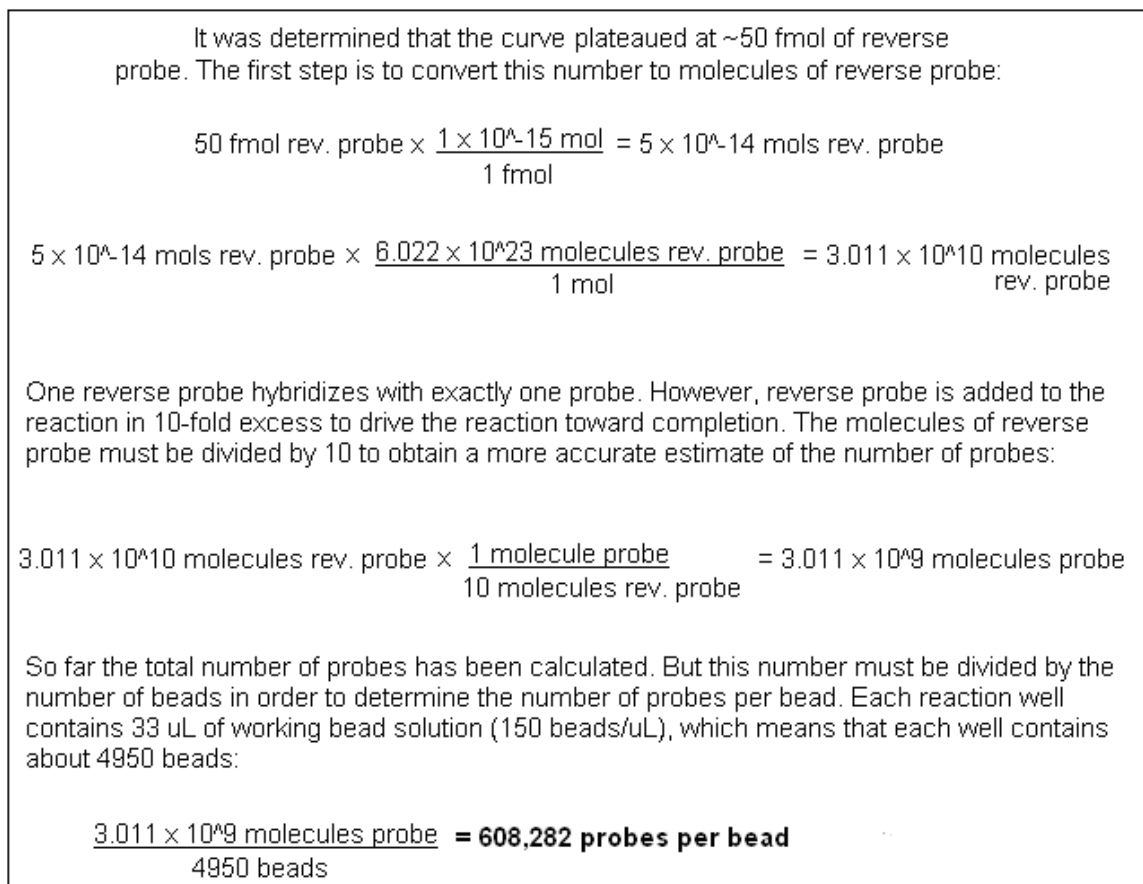 It was determined that the curve plateaued at ~50 fmol of reverse
probe. The first step is to convert this number to molecules of reverse probe:
50 fmol rev. probe × 1 x 10^-15 mol = 5 x 10^-14 mols rev. probe
1 fmol
5 x 10^-14 mols rev. probe × 6.022 x 10^23 molecules rev. probe = 3.011 x 10^10 molecules
1 mol rev. probe
One reverse probe hybridizes with exactly one probe. However, reverse probe is added to the
reaction in 10-fold excess to drive the reaction toward completion. The molecules of reverse
probe must be divided by 10 to obtain a more accurate estimate of the number of probes:
3.011 x 10^10 molecules rev. probe × 1 molecule probe = 3.011 x 10^9 molecules probe
10 molecules rev. probe
So far the total number of probes has been calculated. But this number must be divided by the
number of beads in order to determine the number of probes per bead. Each reaction well
contains 33 uL of working bead solution (150 beads/uL), which means that each well contains
about 4950 beads:
3.011 x 10^9 molecules probe = 608,282 probes per bead
4950 beads